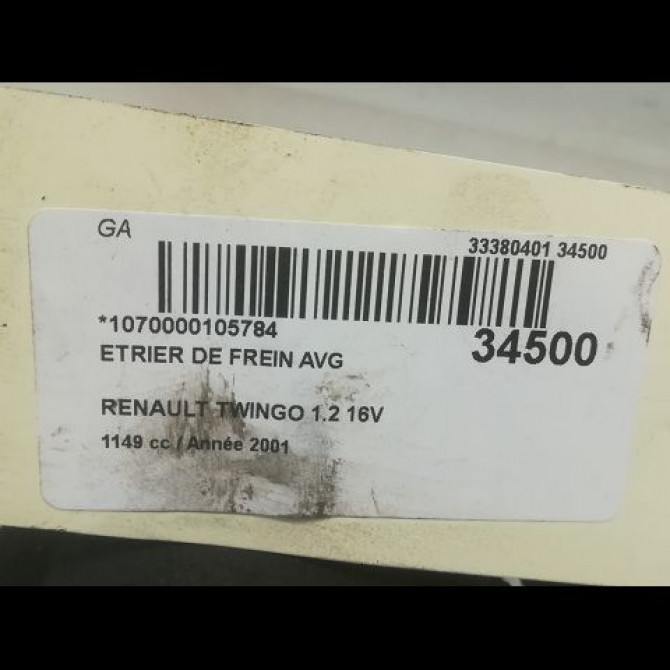 GA
33380401 34500
*1070000105784
34500
ETRIER DE FREIN AVG
RENAULT TWINGO 1.2 16V
1149 cc / Année 2001